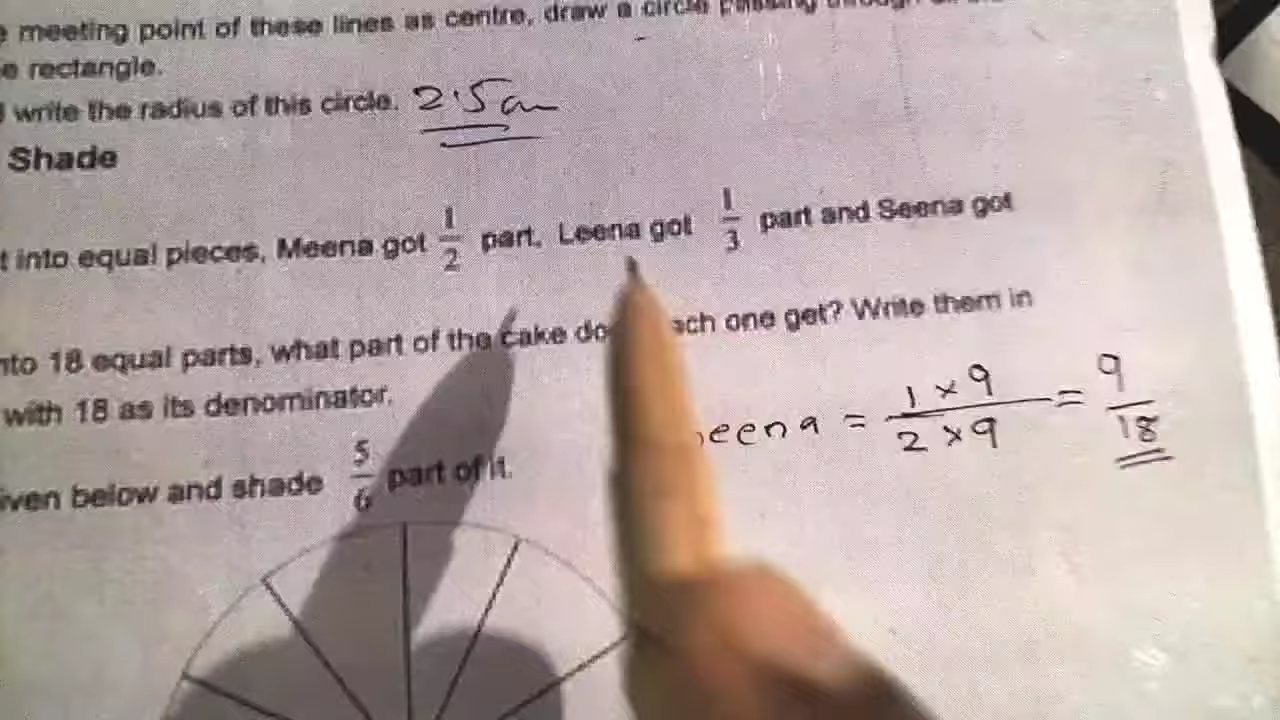 meeting point of these lines as centre, draw a circle passing through
e rectangle.
write the radius of this circle. 2.5cm
Shade
t into equal pieces, Meena got 1/2 part, Leena got 1/3 part and Seena got
nto 18 equal parts, what part of the cake do ach one get? Write them in
with 18 as its denominator.
eena = 1 × 9 / 2 × 9 = 9/18
iven below and shade 5/6 part of it.